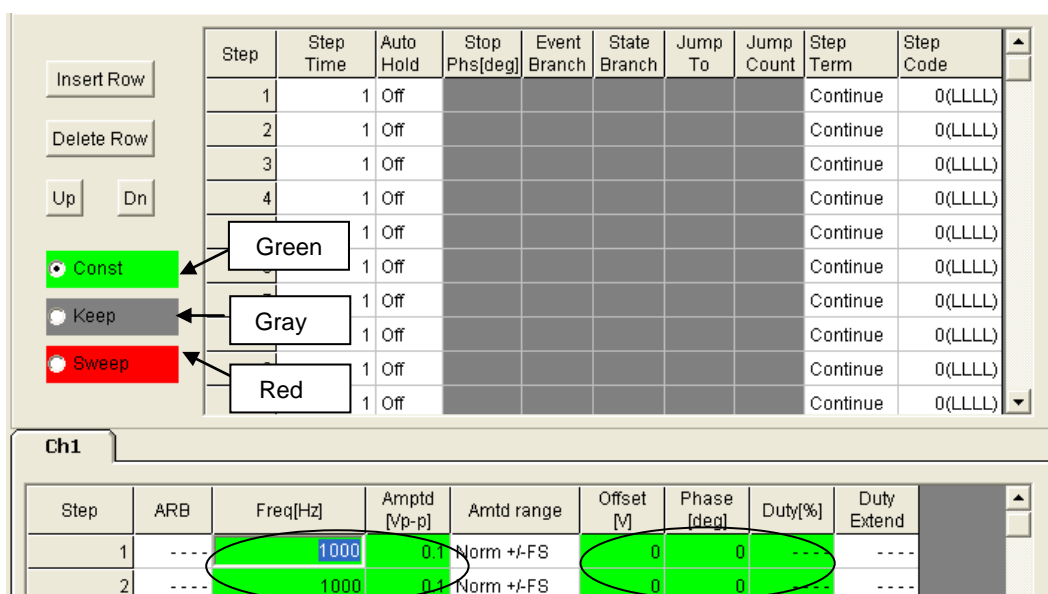 Insert Row
Delete Row
Up Dn
Const
Keep
Sweep
Green
Gray
Red
Step Step Time Auto Hold Stop Phs[deg] Event Branch State Branch Jump To Jump Count Step Term Step Code
1 1 Off Continue 0(LLLL)
2 1 Off Continue 0(LLLL)
3 1 Off Continue 0(LLLL)
4 1 Off Continue 0(LLLL)
1 Off Continue 0(LLLL)
1 Off Continue 0(LLLL)
1 Off Continue 0(LLLL)
1 Off Continue 0(LLLL)
1 Off Continue 0(LLLL)
1 Off Continue 0(LLLL)
Ch1
Step ARB Freq[Hz] Amptd [Vp-p] Amtd range Offset [V] Phase [deg] Duty[%] Duty Extend
1 ---- 1000 0.1 Norm +/-FS 0 0 ---- ----
2 ---- 1000 0.1 Norm +/-FS 0 0 ---- ----